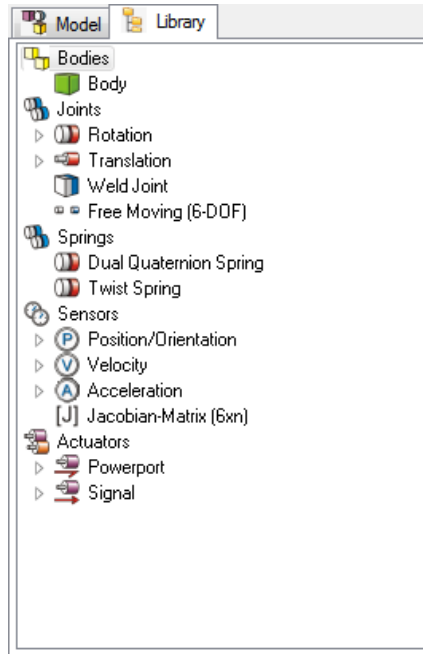 Model Library
Bodies
Body
Joints
Rotation
Translation
Weld Joint
Free Moving (6-DOF)
Springs
Dual Quaternion Spring
Twist Spring
Sensors
P Position/Orientation
V Velocity
A Acceleration
[J] Jacobian-Matrix (6xn)
Actuators
Powerport
Signal